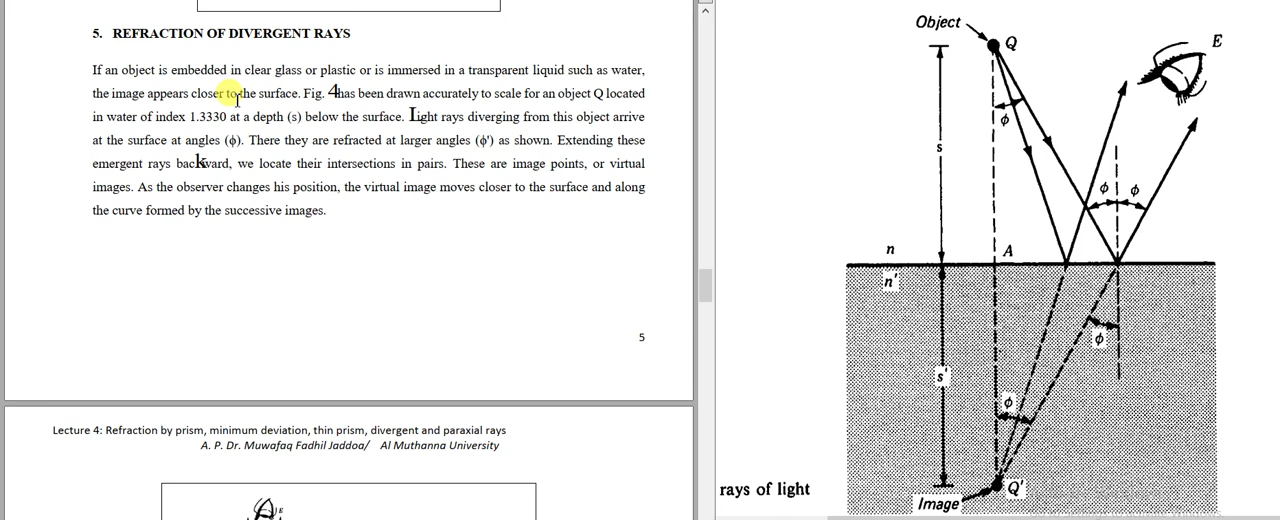 5. REFRACTION OF DIVERGENT RAYS
If an object is embedded in clear glass or plastic or is immersed in a transparent liquid such as water,
the image appears closer to the surface. Fig. 4 has been drawn accurately to scale for an object Q located
in water of index 1.3330 at a depth (s) below the surface. Light rays diverging from this object arrive
at the surface at angles (ϕ). There they are refracted at larger angles (ϕ') as shown. Extending these
emergent rays backward, we locate their intersections in pairs. These are image points, or virtual
images. As the observer changes his position, the virtual image moves closer to the surface and along
the curve formed by the successive images.
5
Lecture 4: Refraction by prism, minimum deviation, thin prism, divergent and paraxial rays
A. P. Dr. Muwafaq Fadhil Jaddoa/ Al Muthanna University
Object
Q
E
ϕ
s
ϕ ϕ
n
A
n'
ϕ
s'
ϕ
rays of light
Q'
Image